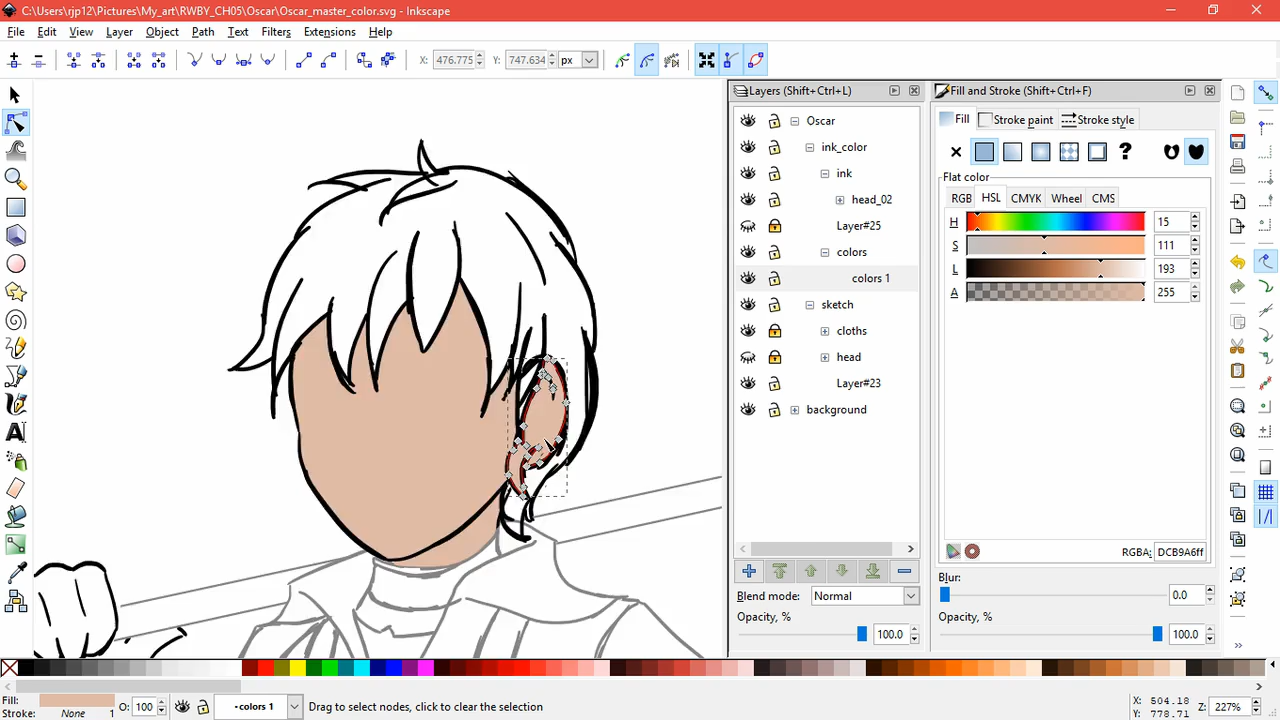 C:\Users\rjp12\Pictures\My_art\RWBY_CH05\Oscar\Oscar_master_color.svg - Inkscape
File Edit View Layer Object Path Text Filters Extensions Help
X: 476.775 Y: 747.634 px
Layers (Shift+Ctrl+L)
Fill and Stroke (Shift+Ctrl+F)
Oscar
Fill Stroke paint Stroke style
ink_color
ink
?
Flat color
head_02
RGB HSL CMYK Wheel CMS
Layer#25
H 15
colors
S 111
colors 1
L 193
sketch
A 255
cloths
head
Layer#23
background
RGBA: DCB9A6ff
Blur:
0.0
Blend mode: Normal
Opacity, %
100.0
Opacity, %
100.0
Fill:
Stroke: None 1
O: 100
colors 1
Drag to select nodes, click to clear the selection
X: 504.18
Y: 778.71
Z: 227%